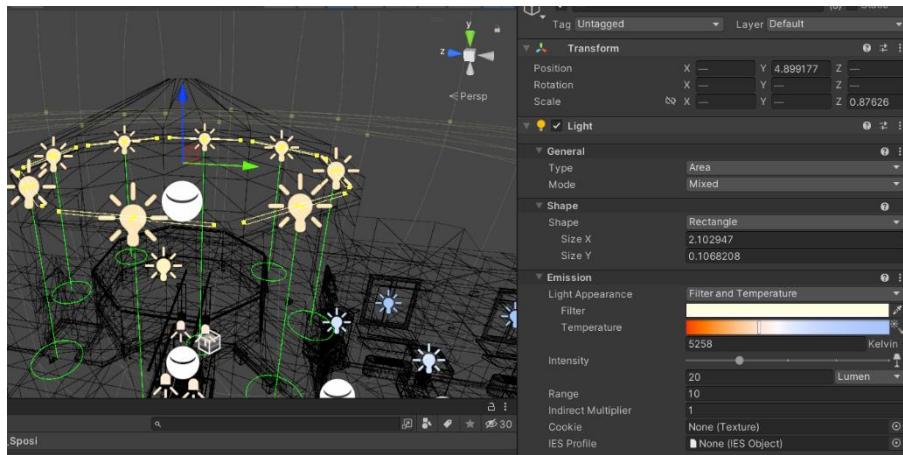 Tag Untagged Layer Default
y
z
Persp
Transform
Position X — Y 4.899177 Z —
Rotation X — Y — Z —
Scale X — Y — Z 0.87626
Light
General
Type Area
Mode Mixed
Shape
Shape Rectangle
Size X 2.102947
Size Y 0.1068208
Emission
Light Appearance Filter and Temperature
Filter
Temperature
5258 Kelvin
Intensity
20 Lumen
Range 10
Indirect Multiplier 1
Cookie None (Texture)
IES Profile None (IES Object)
30
_Sposi